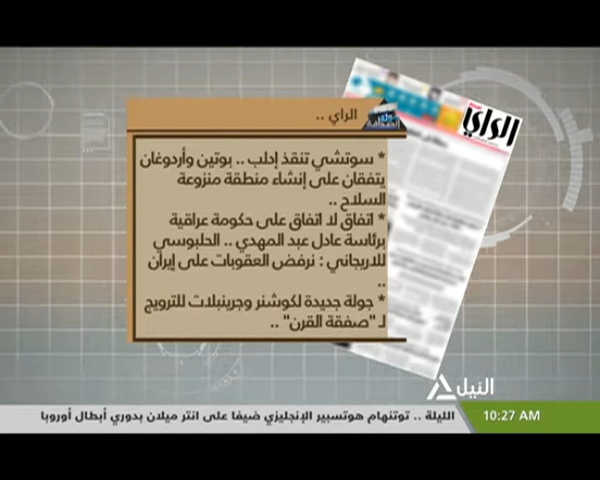 الراي ..
الراي
* سوتشي تنقذ إدلب .. بوتين وأردوغان
يتفقان على إنشاء منطقة منزوعة
السلاح ..
* اتفاق لا اتفاق على حكومة عراقية
برئاسة عادل عبد المهدي .. الحلبوسي
للاريجاني : نرفض العقوبات على إيران
..
* جولة جديدة لكوشنر وجرينبلات للترويج
لـ "صفقة القرن" ..
النيل
الليلة .. توتنهام هوتسبير الإنجليزي ضيفا على انتر ميلان بدوري أبطال أوروبا
10:27 AM